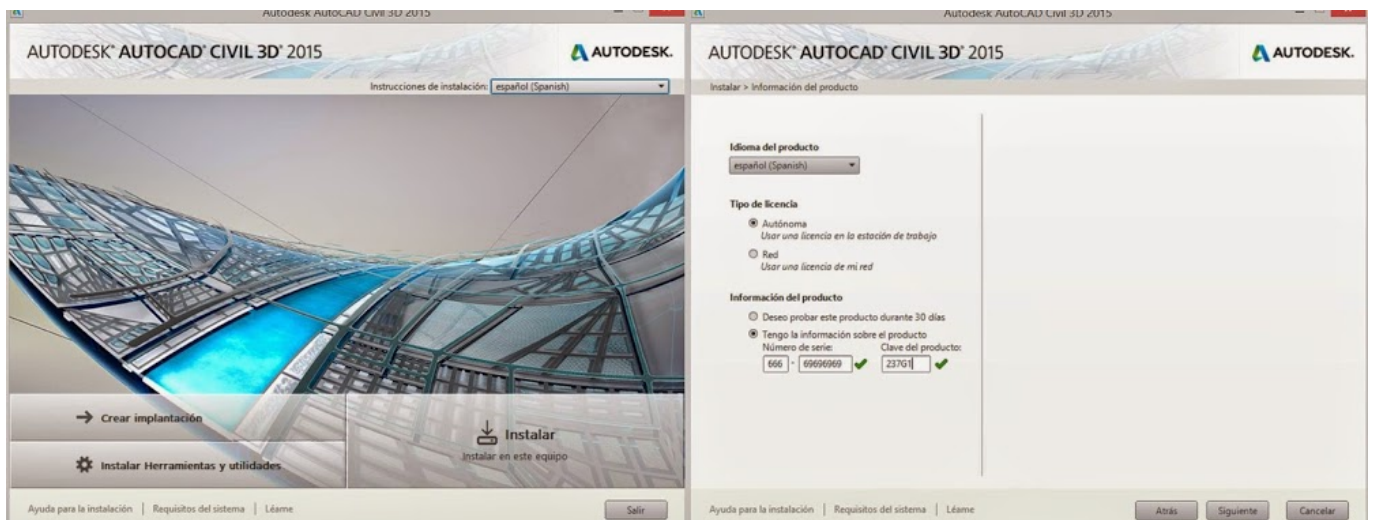 Autodesk AutoCAD Civil 3D 2015
AUTODESK® AUTOCAD® CIVIL 3D® 2015
AUTODESK.
Instrucciones de instalación: español (Spanish)
Crear implantación
Instalar Herramientas y utilidades
Instalar
Instalar en este equipo
Ayuda para la instalación | Requisitos del sistema | Léame
Salir
Autodesk AutoCAD Civil 3D 2015
AUTODESK® AUTOCAD® CIVIL 3D® 2015
AUTODESK.
Instalar > Información del producto
Idioma del producto
español (Spanish)
Tipo de licencia
Autónoma
Usar una licencia en la estación de trabajo
Red
Usar una licencia de mi red
Información del producto
Deseo probar este producto durante 30 días
Tengo la información sobre el producto
Número de serie: Clave del producto:
666 - 69696969 237G1
Ayuda para la instalación | Requisitos del sistema | Léame
Atrás Siguiente Cancelar